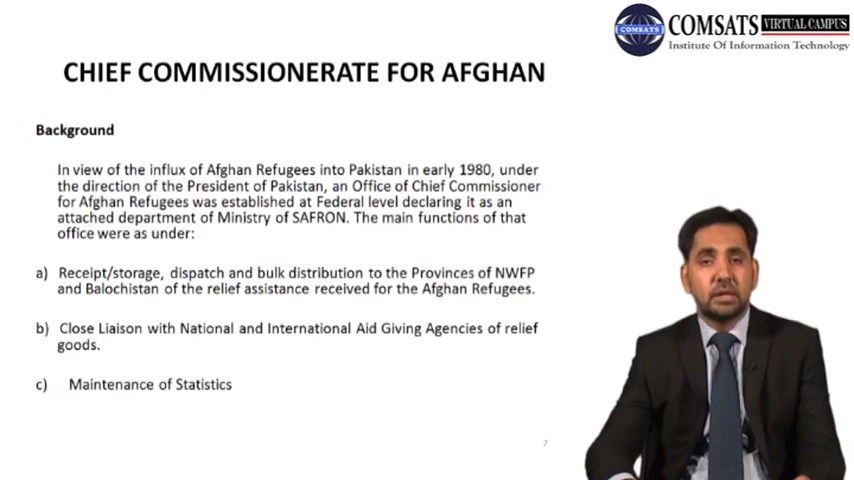 COMSATS VIRTUAL CAMPUS
COMSATS
Institute Of Information Technology
CHIEF COMMISSIONERATE FOR AFGHAN
Background
In view of the influx of Afghan Refugees into Pakistan in early 1980, under
the direction of the President of Pakistan, an Office of Chief Commissioner
for Afghan Refugees was established at Federal level declaring it as an
attached department of Ministry of SAFRON. The main functions of that
office were as under:
a) Receipt/storage, dispatch and bulk distribution to the Provinces of NWFP
and Balochistan of the relief assistance received for the Afghan Refugees.
b) Close Liaison with National and International Aid Giving Agencies of relief
goods.
c) Maintenance of Statistics
7